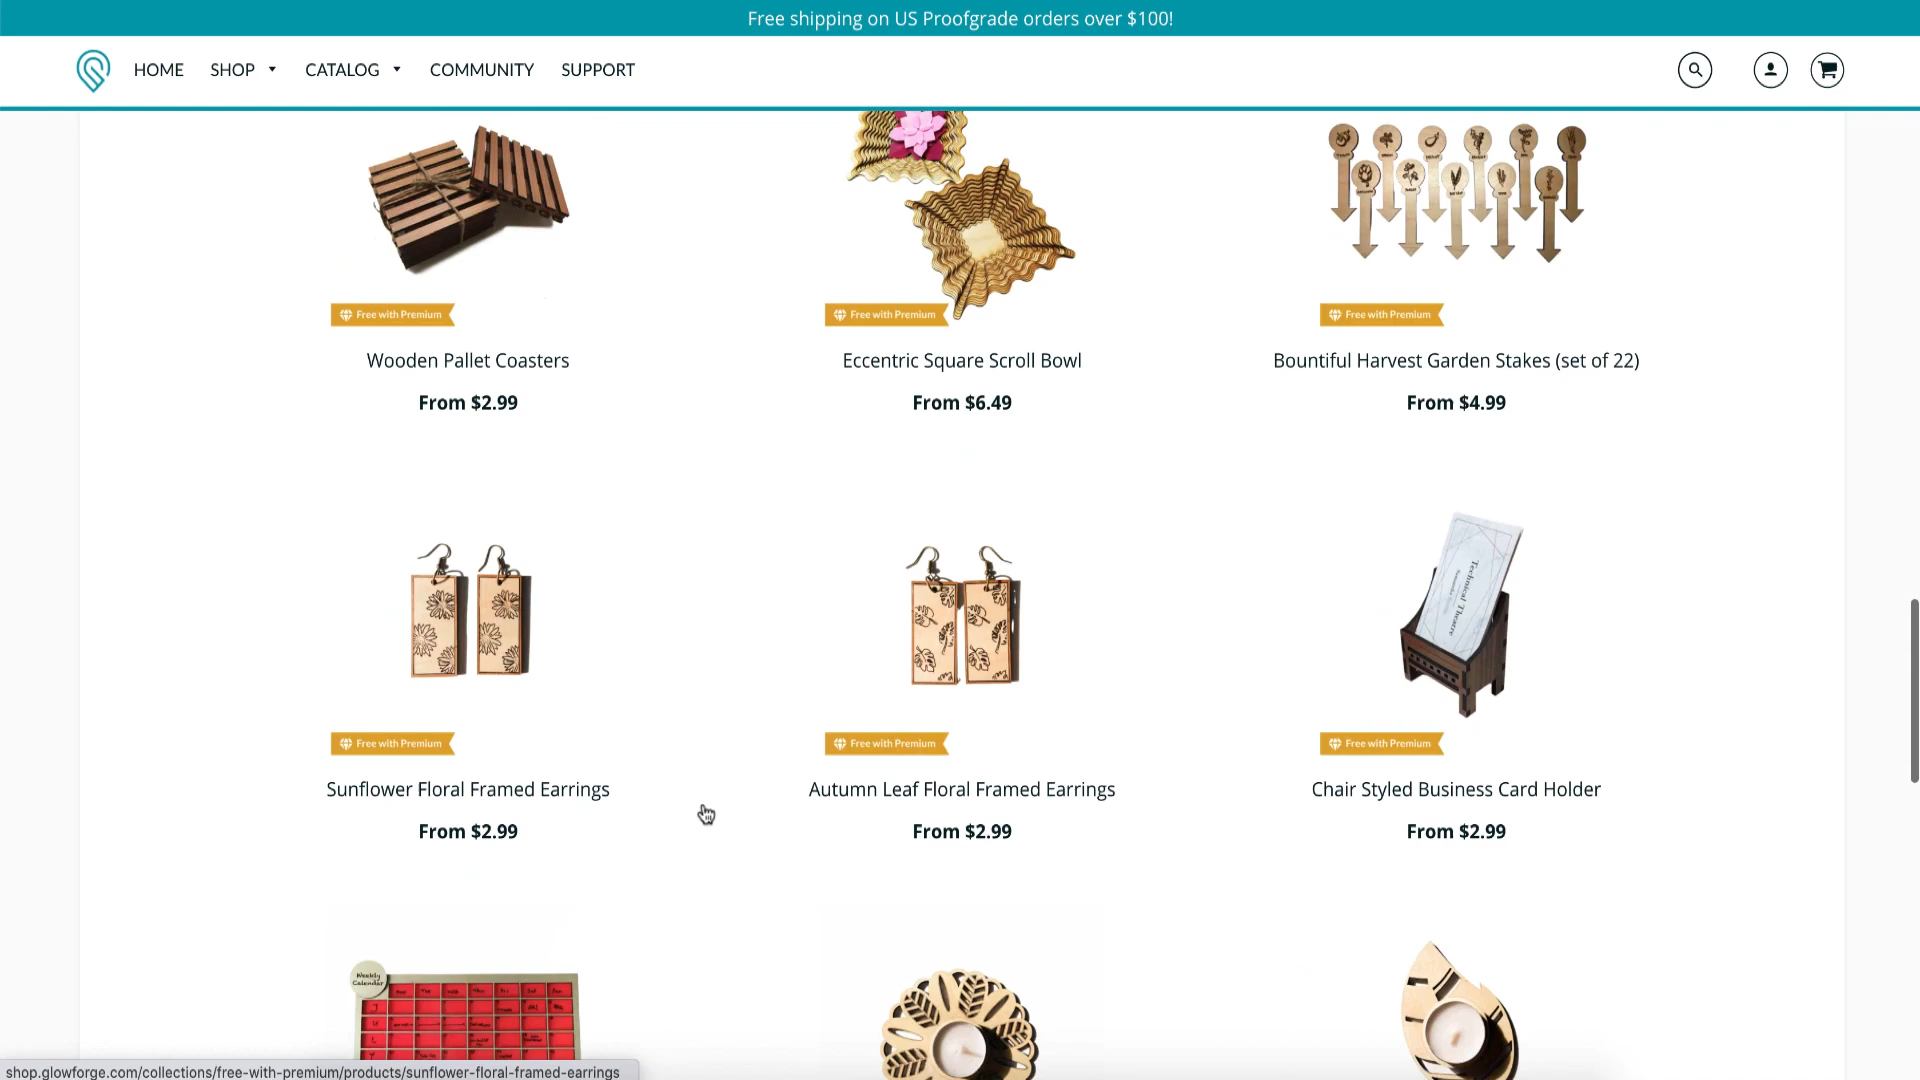 Free shipping on US Proofgrade orders over $100!
HOME SHOP CATALOG COMMUNITY SUPPORT
Free with Premium Free with Premium Free with Premium
Wooden Pallet Coasters Eccentric Square Scroll Bowl Bountiful Harvest Garden Stakes (set of 22)
From $2.99 From $6.49 From $4.99
Technical Theatre
Free with Premium Free with Premium Free with Premium
Sunflower Floral Framed Earrings Autumn Leaf Floral Framed Earrings Chair Styled Business Card Holder
From $2.99 From $2.99 From $2.99
Weekly
Calendar
shop.glowforge.com/collections/free-with-premium/products/sunflower-floral-framed-earrings